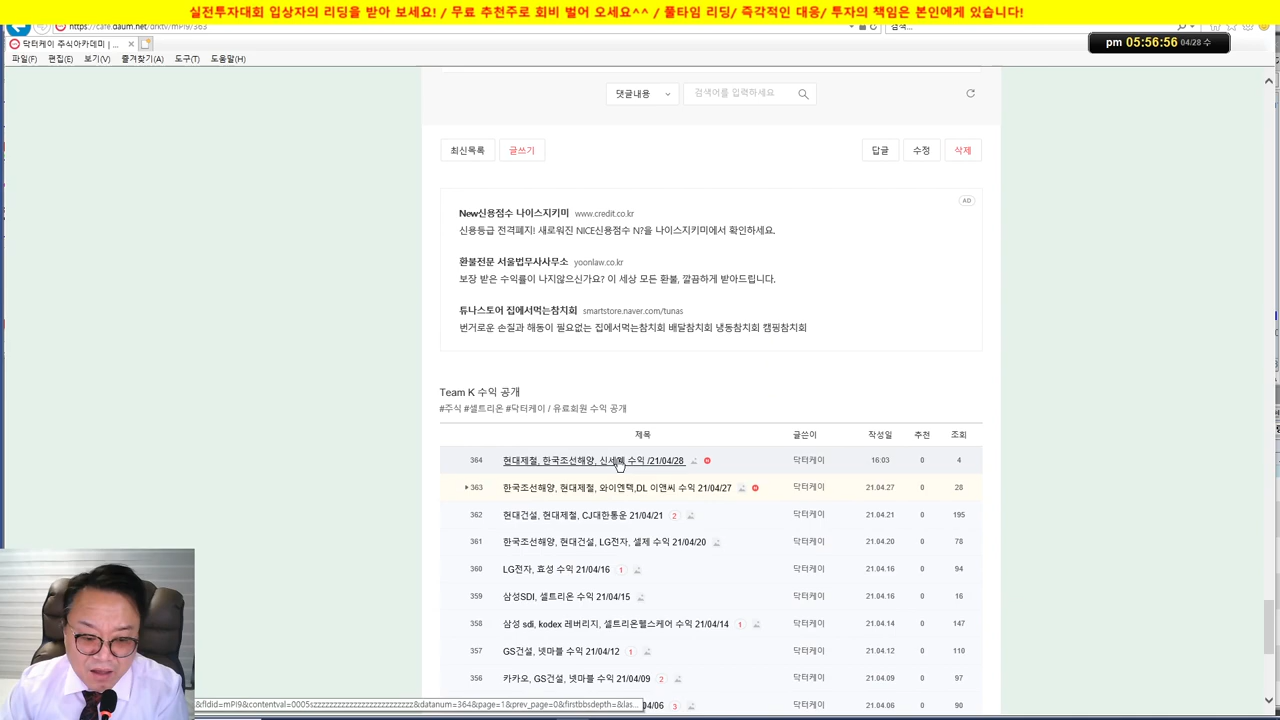 실전투자대회 입상자의 리딩을 받아 보세요! / 무료 추천주로 회비 벌어 오세요^^ / 풀타임 리딩/ 즉각적인 대응/ 투자의 책임은 본인에게 있습니다!
https://cafe.daum.net/drktv/mPl9/363
검색...
닥터케이 주식아카데미 | ...
pm 05:56:56 04/28 수
파일(F) 편집(E) 보기(V) 즐겨찾기(A) 도구(T) 도움말(H)
댓글내용 검색어를 입력하세요
최신목록 글쓰기 답글 수정 삭제
AD
New신용점수 나이스지키미 www.credit.co.kr
신용등급 전격폐지! 새로워진 NICE신용점수 N?을 나이스지키미에서 확인하세요.
환불전문 서울법무사사무소 yoonlaw.co.kr
보장 받은 수익률이 나지않으신가요? 이 세상 모든 환불, 깔끔하게 받아드립니다.
튜나스토어 집에서먹는참치회 smartstore.naver.com/tunas
번거로운 손질과 해동이 필요없는 집에서먹는참치회 배달참치회 냉동참치회 캠핑참치회
Team K 수익 공개
#주식 #셀트리온 #닥터케이 / 유료회원 수익 공개
제목 글쓴이 작성일 추천 조회
364 현대제철, 한국조선해양, 신세계 수익 /21/04/28 닥터케이 16:03 0 4
363 한국조선해양, 현대제철, 와이엔텍,DL 이앤씨 수익 21/04/27 닥터케이 21.04.27 0 28
362 현대건설, 현대제철, CJ대한통운 21/04/21 2 닥터케이 21.04.21 0 195
361 한국조선해양, 현대건설, LG전자, 셀제 수익 21/04/20 닥터케이 21.04.20 0 78
360 LG전자, 효성 수익 21/04/16 1 닥터케이 21.04.16 0 94
359 삼성SDI, 셀트리온 수익 21/04/15 닥터케이 21.04.16 0 16
358 삼성 sdi, kodex 레버리지, 셀트리온헬스케어 수익 21/04/14 1 닥터케이 21.04.14 0 147
357 GS건설, 넷마블 수익 21/04/12 1 닥터케이 21.04.12 0 110
356 카카오, GS건설, 넷마블 수익 21/04/09 2 닥터케이 21.04.09 0 97
04/06 3 닥터케이 21.04.06 0 90